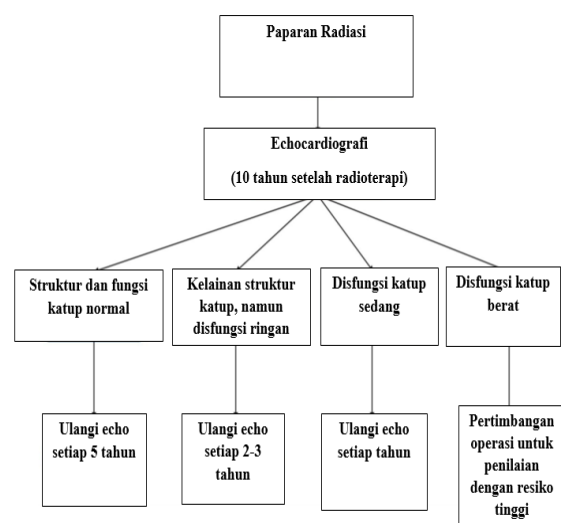 Paparan Radiasi
Echocardiografi
(10 tahun setelah radioterapi)
Struktur dan fungsi
katup normal
Kelainan struktur
katup, namun
disfungsi ringan
Disfungsi katup
sedang
Disfungsi katup
berat
Ulangi echo
setiap 5 tahun
Ulangi echo
setiap 2-3
tahun
Ulangi echo
setiap tahun
Pertimbangan
operasi untuk
penilaian
dengan resiko
tinggi